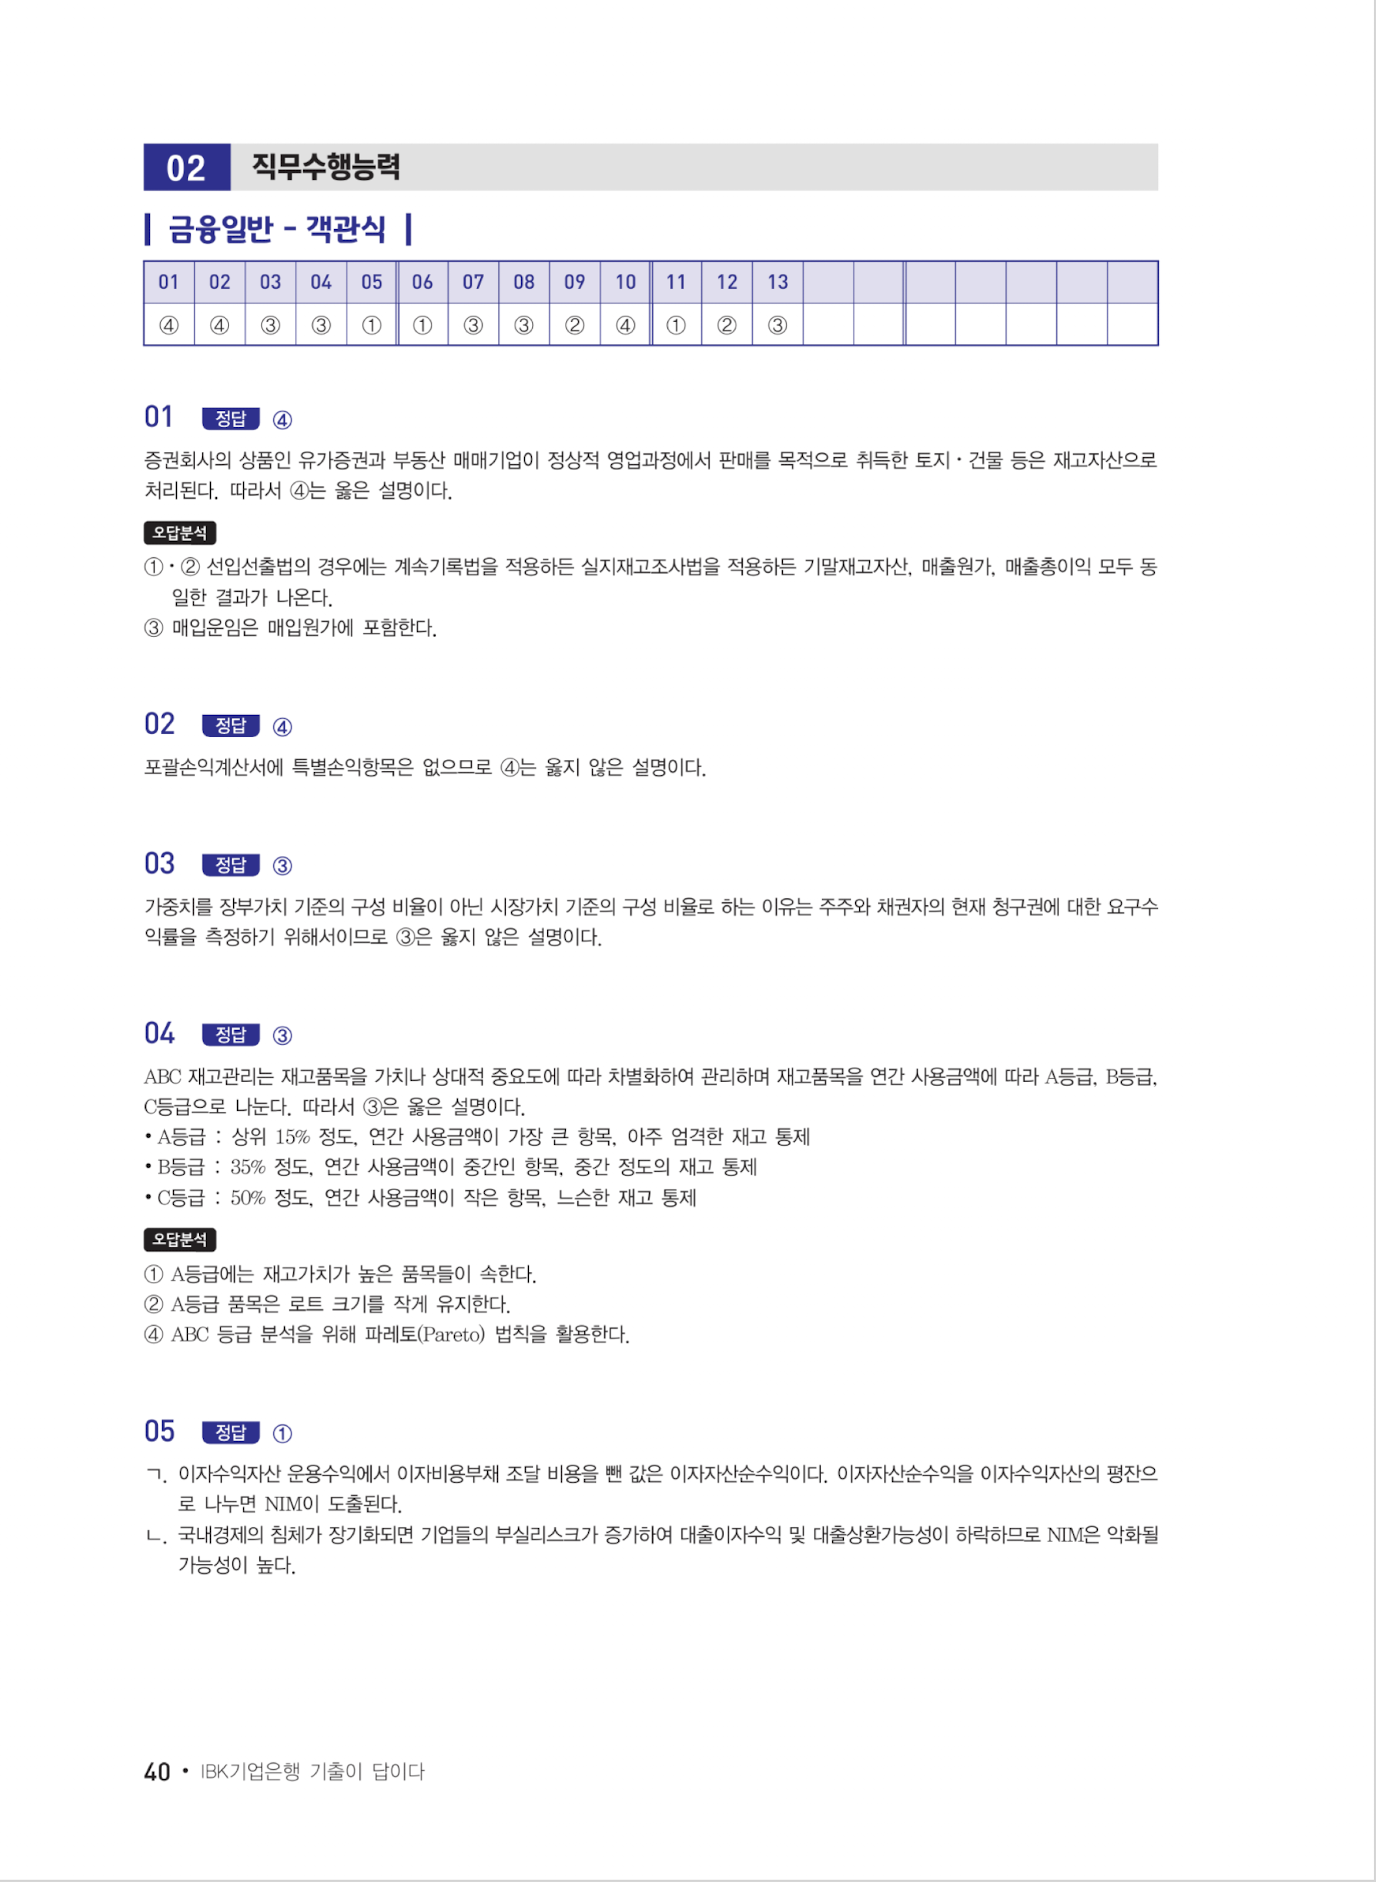 02 직무수행능력
금융일반 - 객관식
01 02 03 04 05 06 07 08 09 10 11 12 13
④ ④ ③ ③ ① ① ③ ③ ② ④ ① ② ③
01 정답 ④
증권회사의 상품인 유가증권과 부동산 매매기업이 정상적 영업과정에서 판매를 목적으로 취득한 토지・건물 등은 재고자산으로
처리된다. 따라서 ④는 옳은 설명이다.
오답분석
①・② 선입선출법의 경우에는 계속기록법을 적용하든 실지재고조사법을 적용하든 기말재고자산, 매출원가, 매출총이익 모두 동
일한 결과가 나온다.
③ 매입운임은 매입원가에 포함한다.
02 정답 ④
포괄손익계산서에 특별손익항목은 없으므로 ④는 옳지 않은 설명이다.
03 정답 ③
가중치를 장부가치 기준의 구성 비율이 아닌 시장가치 기준의 구성 비율로 하는 이유는 주주와 채권자의 현재 청구권에 대한 요구수
익률을 측정하기 위해서이므로 ③은 옳지 않은 설명이다.
04 정답 ③
ABC 재고관리는 재고품목을 가치나 상대적 중요도에 따라 차별화하여 관리하며 재고품목을 연간 사용금액에 따라 A등급, B등급,
C등급으로 나눈다. 따라서 ③은 옳은 설명이다.
• A등급 : 상위 15% 정도, 연간 사용금액이 가장 큰 항목, 아주 엄격한 재고 통제
• B등급 : 35% 정도, 연간 사용금액이 중간인 항목, 중간 정도의 재고 통제
• C등급 : 50% 정도, 연간 사용금액이 작은 항목, 느슨한 재고 통제
오답분석
① A등급에는 재고가치가 높은 품목들이 속한다.
② A등급 품목은 로트 크기를 작게 유지한다.
④ ABC 등급 분석을 위해 파레토(Pareto) 법칙을 활용한다.
05 정답 ①
ㄱ. 이자수익자산 운용수익에서 이자비용부채 조달 비용을 뺀 값은 이자자산순수익이다. 이자자산순수익을 이자수익자산의 평잔으
로 나누면 NIM이 도출된다.
ㄴ. 국내경제의 침체가 장기화되면 기업들의 부실리스크가 증가하여 대출이자수익 및 대출상환가능성이 하락하므로 NIM은 악화될
가능성이 높다.
40 • IBK기업은행 기출이 답이다